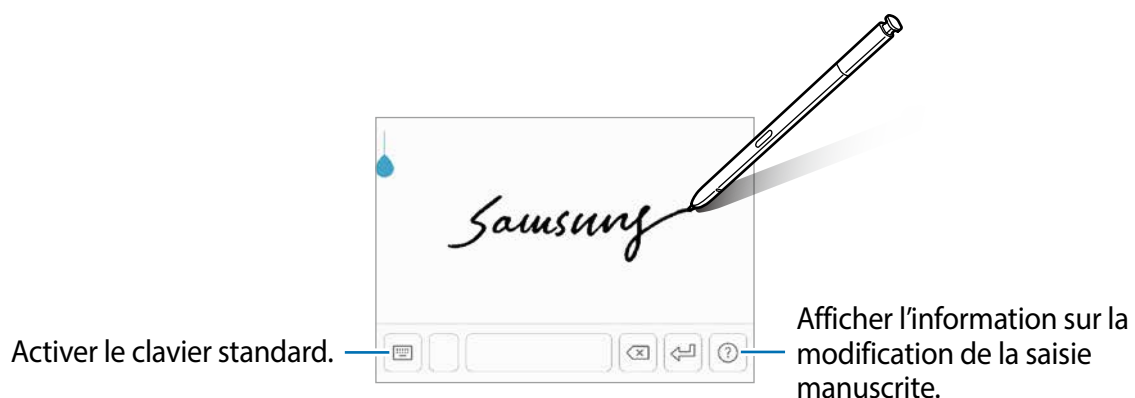 Samsung
Activer le clavier standard.
Afficher l'information sur la
modification de la saisie
manuscrite.